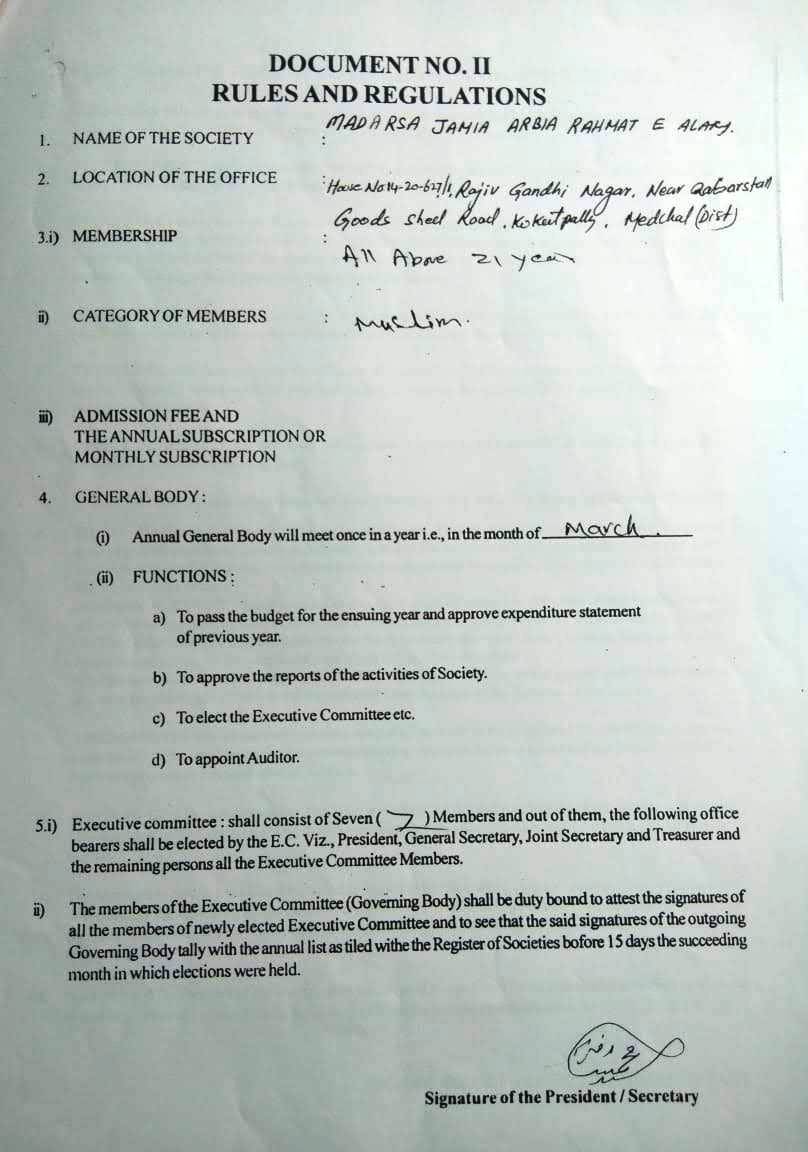 DOCUMENT NO. II
RULES AND REGULATIONS
1. NAME OF THE SOCIETY : MADARSA JAMIA ARBIA RAHMAT E ALAM.
2. LOCATION OF THE OFFICE : House No 14-20-627/1, Rajiv Gandhi Nagar, Near Qabarstan
Goods Shed Road, Kukatpally, Medchal (Dist)
3.i) MEMBERSHIP : All Above 21 years
ii) CATEGORY OF MEMBERS : Muslim.
iii) ADMISSION FEE AND
THE ANNUAL SUBSCRIPTION OR
MONTHLY SUBSCRIPTION
4. GENERAL BODY :
(i) Annual General Body will meet once in a year i.e., in the month of March.
(ii) FUNCTIONS :
a) To pass the budget for the ensuing year and approve expenditure statement
of previous year.
b) To approve the reports of the activities of Society.
c) To elect the Executive Committee etc.
d) To appoint Auditor.
5.i) Executive committee : shall consist of Seven ( 7 ) Members and out of them, the following office
bearers shall be elected by the E.C. Viz., President, General Secretary, Joint Secretary and Treasurer and
the remaining persons all the Executive Committee Members.
ii) The members of the Executive Committee (Governing Body) shall be duty bound to attest the signatures of
all the members of newly elected Executive Committee and to see that the said signatures of the outgoing
Governing Body tally with the annual list as tiled withe the Register of Societies bofore 15 days the succeeding
month in which elections were held.
Signature of the President / Secretary